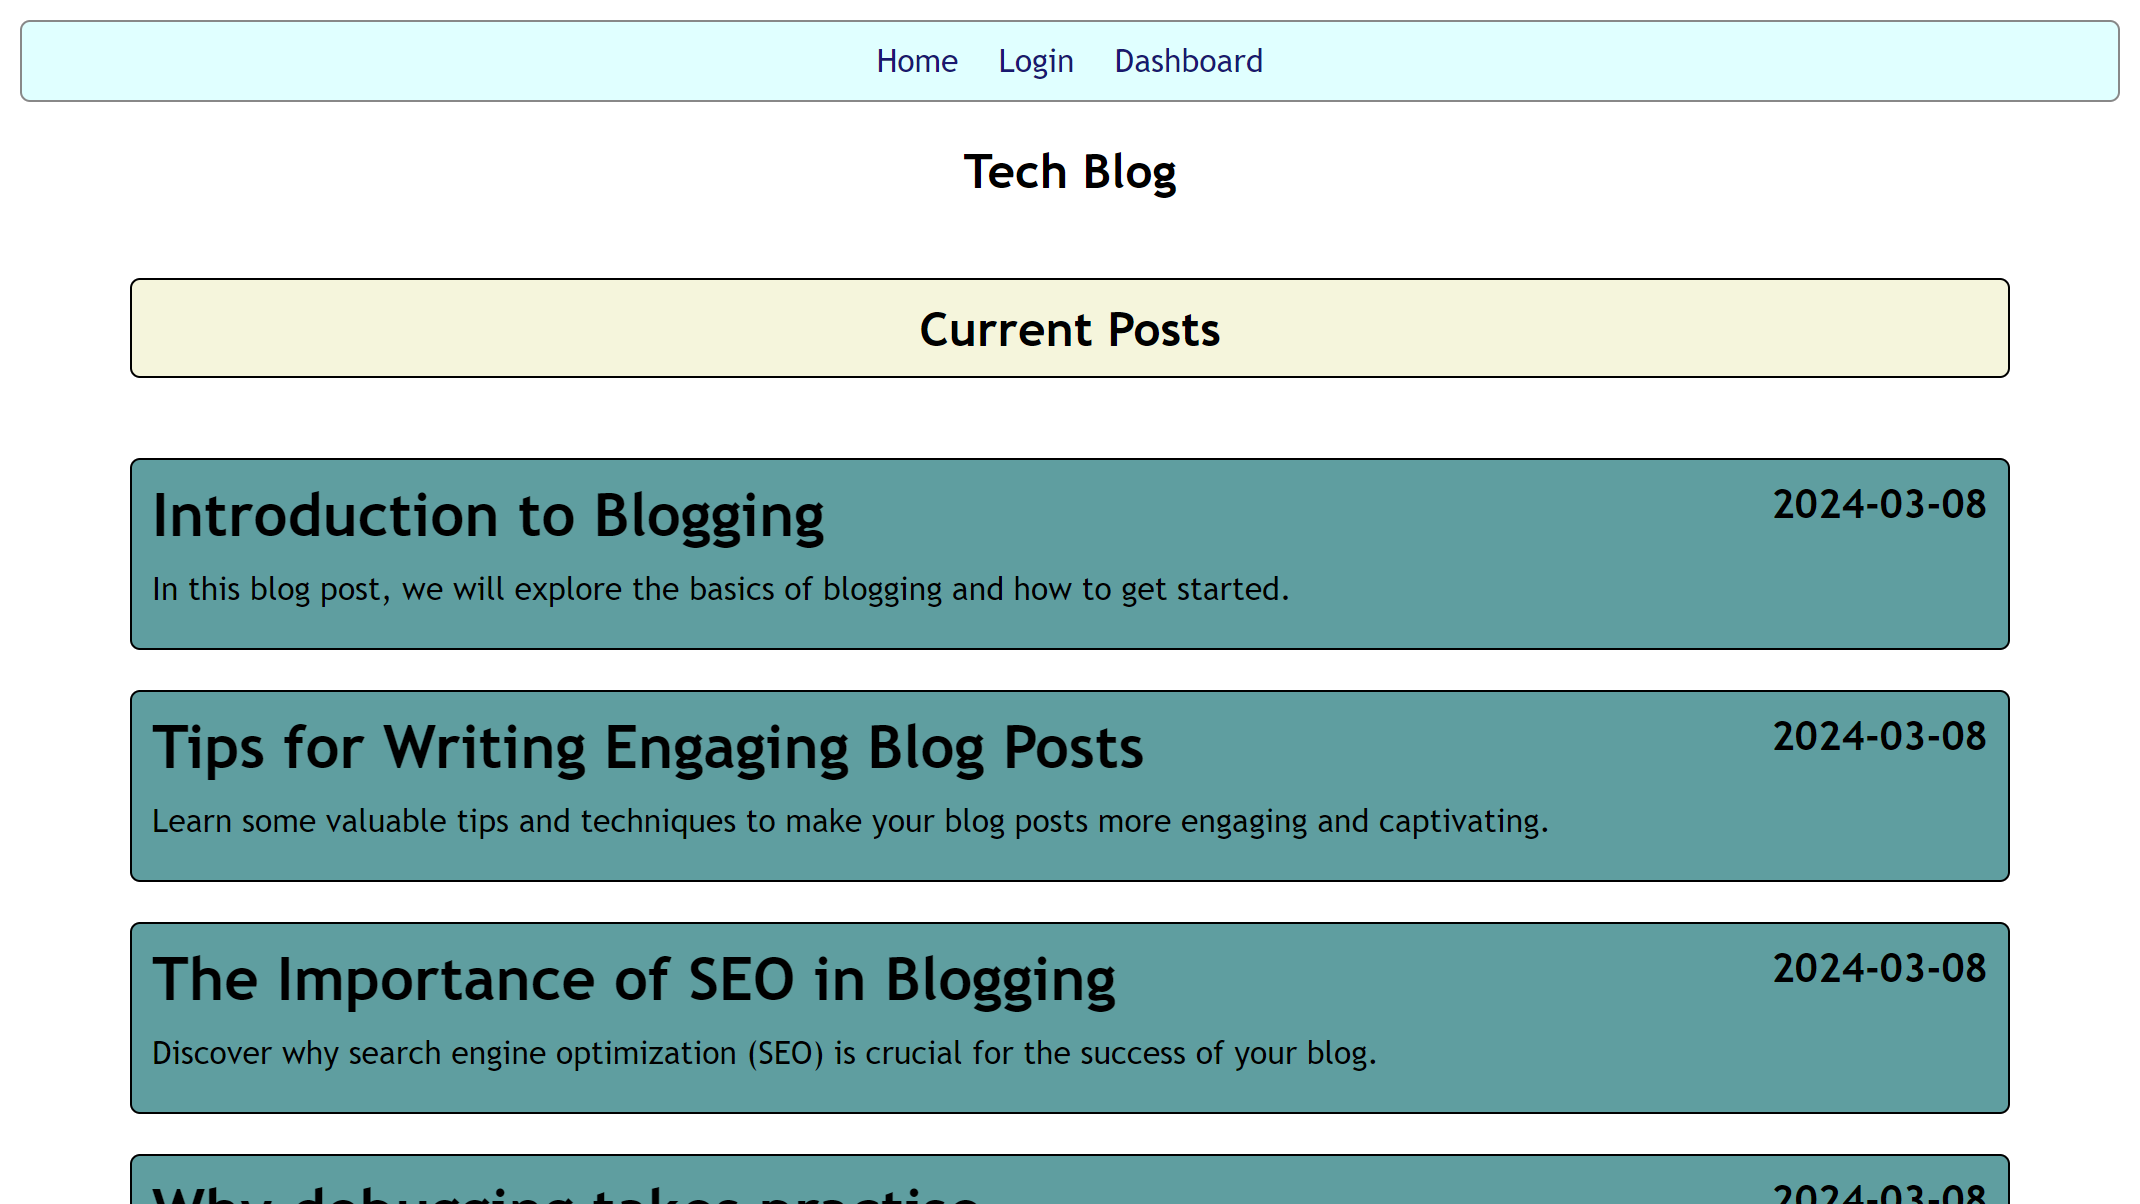 Home Login Dashboard
Tech Blog
Current Posts
Introduction to Blogging 2024-03-08
In this blog post, we will explore the basics of blogging and how to get started.
Tips for Writing Engaging Blog Posts 2024-03-08
Learn some valuable tips and techniques to make your blog posts more engaging and captivating.
The Importance of SEO in Blogging 2024-03-08
Discover why search engine optimization (SEO) is crucial for the success of your blog.
Why debugging takes practise 2024-03-08